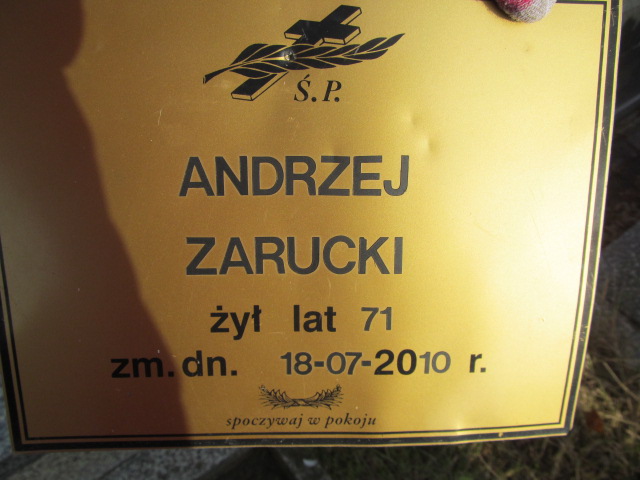 Ś.P.
ANDRZEJ
ZARUCKI
żył lat 71
zm. dn. 18-07-2010 r.
spoczywaj w pokoju